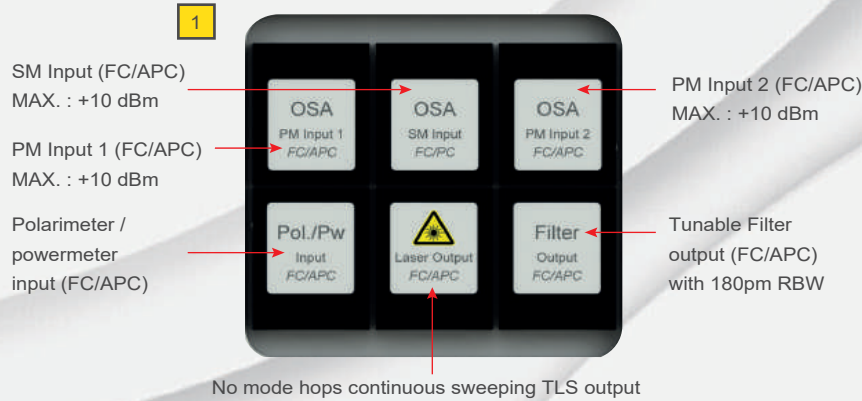 1
SM Input (FC/APC)
MAX. : +10 dBm
PM Input 1 (FC/APC)
MAX. : +10 dBm
Polarimeter /
powermeter
input (FC/APC)
OSA
PM Input 1
FC/APC
OSA
SM Input
FC/PC
OSA
PM Input 2
FC/APC
Pol./Pw
Input
FC/APC
Laser Output
FC/APC
Filter
Output
FC/APC
PM Input 2 (FC/APC)
MAX. : +10 dBm
Tunable Filter
output (FC/APC)
with 180pm RBW
No mode hops continuous sweeping TLS output